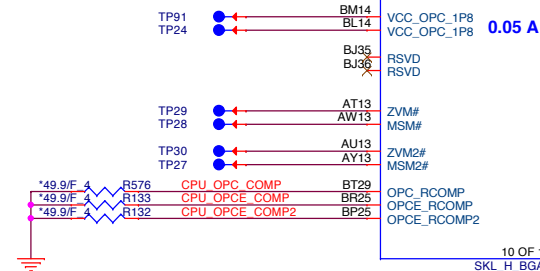 TP91 BM14 VCC_OPC_1P8 0.05 A
TP24 BL14 VCC_OPC_1P8
BJ35 RSVD
BJ36 RSVD
TP29 AT13 ZVM#
TP28 AW13 MSM#
TP30 AU13 ZVM2#
TP27 AY13 MSM2#
*49.9/F_4 R576 CPU_OPC_COMP BT29 OPC_RCOMP
*49.9/F_4 R133 CPU_OPCE_COMP BR25 OPCE_RCOMP
*49.9/F_4 R132 CPU_OPCE_COMP2 BP25 OPCE_RCOMP2
10 OF
SKL_H_BGA